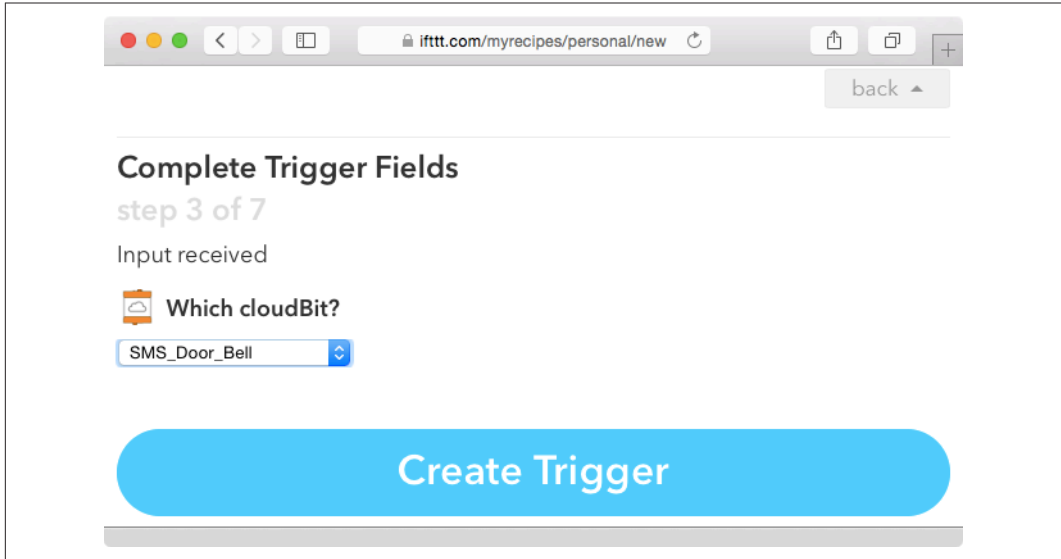 ifttt.com/myrecipes/personal/new
back
Complete Trigger Fields
step 3 of 7
Input received
Which cloudBit?
SMS_Door_Bell
Create Trigger